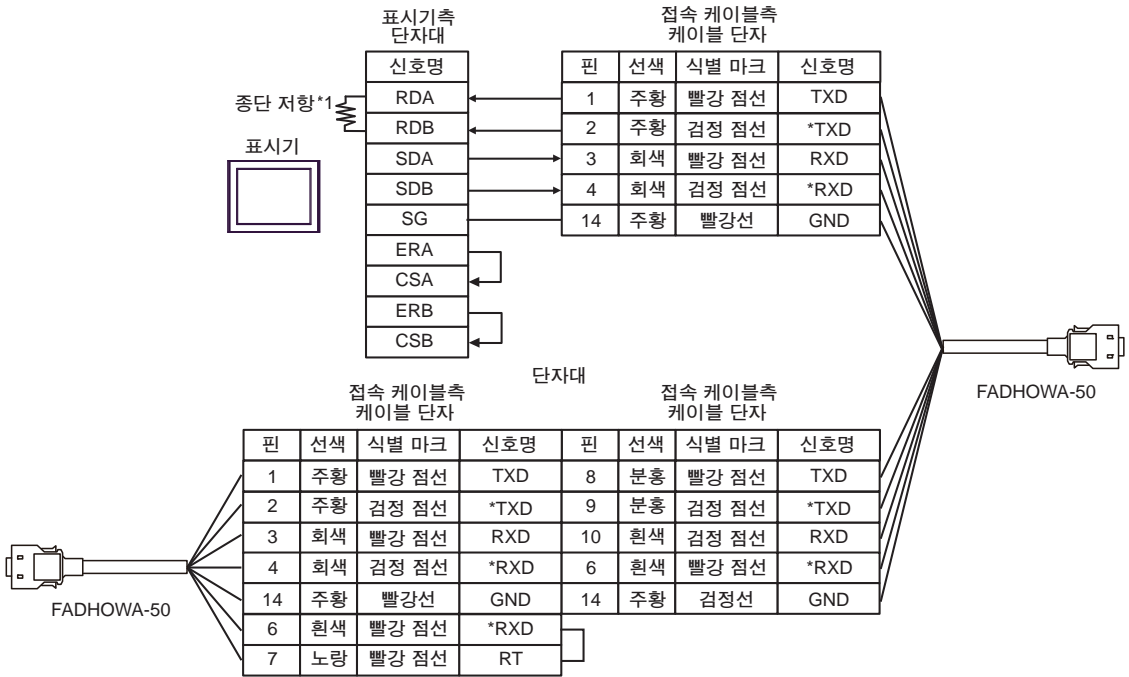 표시기측
단자대
접속 케이블측
케이블 단자
신호명
핀 선색 식별 마크 신호명
종단 저항*1
RDA
1 주황 빨강 점선 TXD
RDB
2 주황 검정 점선 *TXD
표시기
SDA
3 회색 빨강 점선 RXD
SDB
4 회색 검정 점선 *RXD
SG
14 주황 빨강선 GND
ERA
CSA
ERB
CSB
FADHOWA-50
단자대
접속 케이블측
케이블 단자
접속 케이블측
케이블 단자
핀 선색 식별 마크 신호명 핀 선색 식별 마크 신호명
1 주황 빨강 점선 TXD 8 분홍 빨강 점선 TXD
2 주황 검정 점선 *TXD 9 분홍 검정 점선 *TXD
3 회색 빨강 점선 RXD 10 흰색 검정 점선 RXD
4 회색 검정 점선 *RXD 6 흰색 빨강 점선 *RXD
14 주황 빨강선 GND 14 주황 검정선 GND
6 흰색 빨강 점선 *RXD
7 노랑 빨강 점선 RT
FADHOWA-50